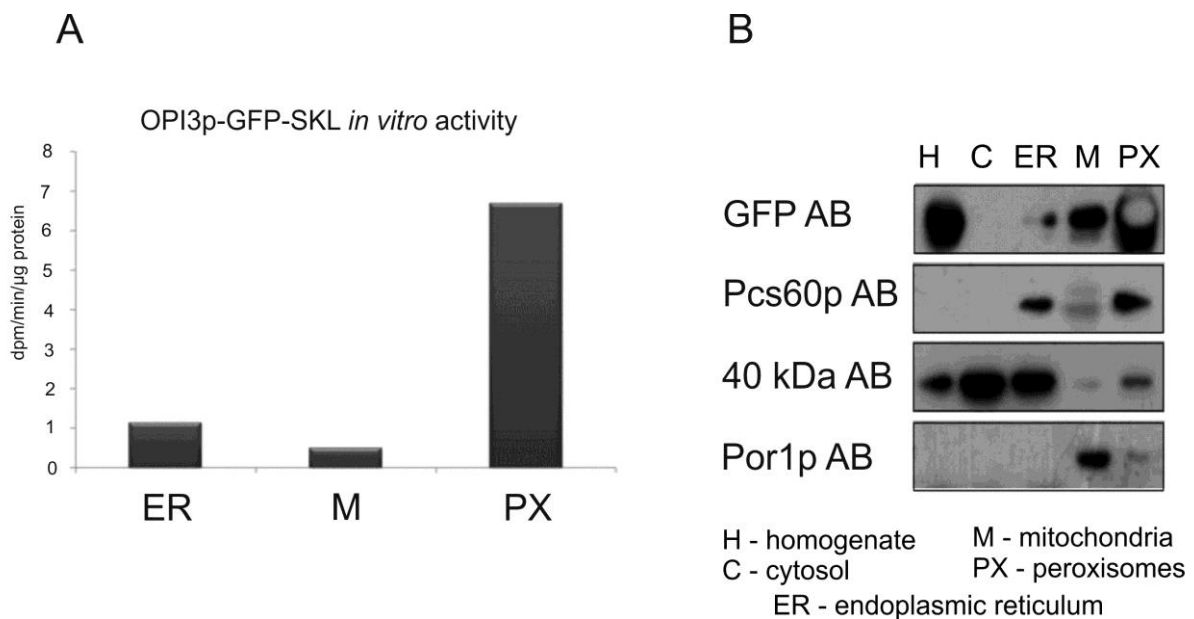 A
OPI3p-GFP-SKL in vitro activity
dpm/min/µg protein
8
7
6
5
4
3
2
1
0
ER M PX
B
H C ER M PX
GFP AB
Pcs60p AB
40 kDa AB
Por1p AB
H - homogenate M - mitochondria
C - cytosol PX - peroxisomes
ER - endoplasmic reticulum